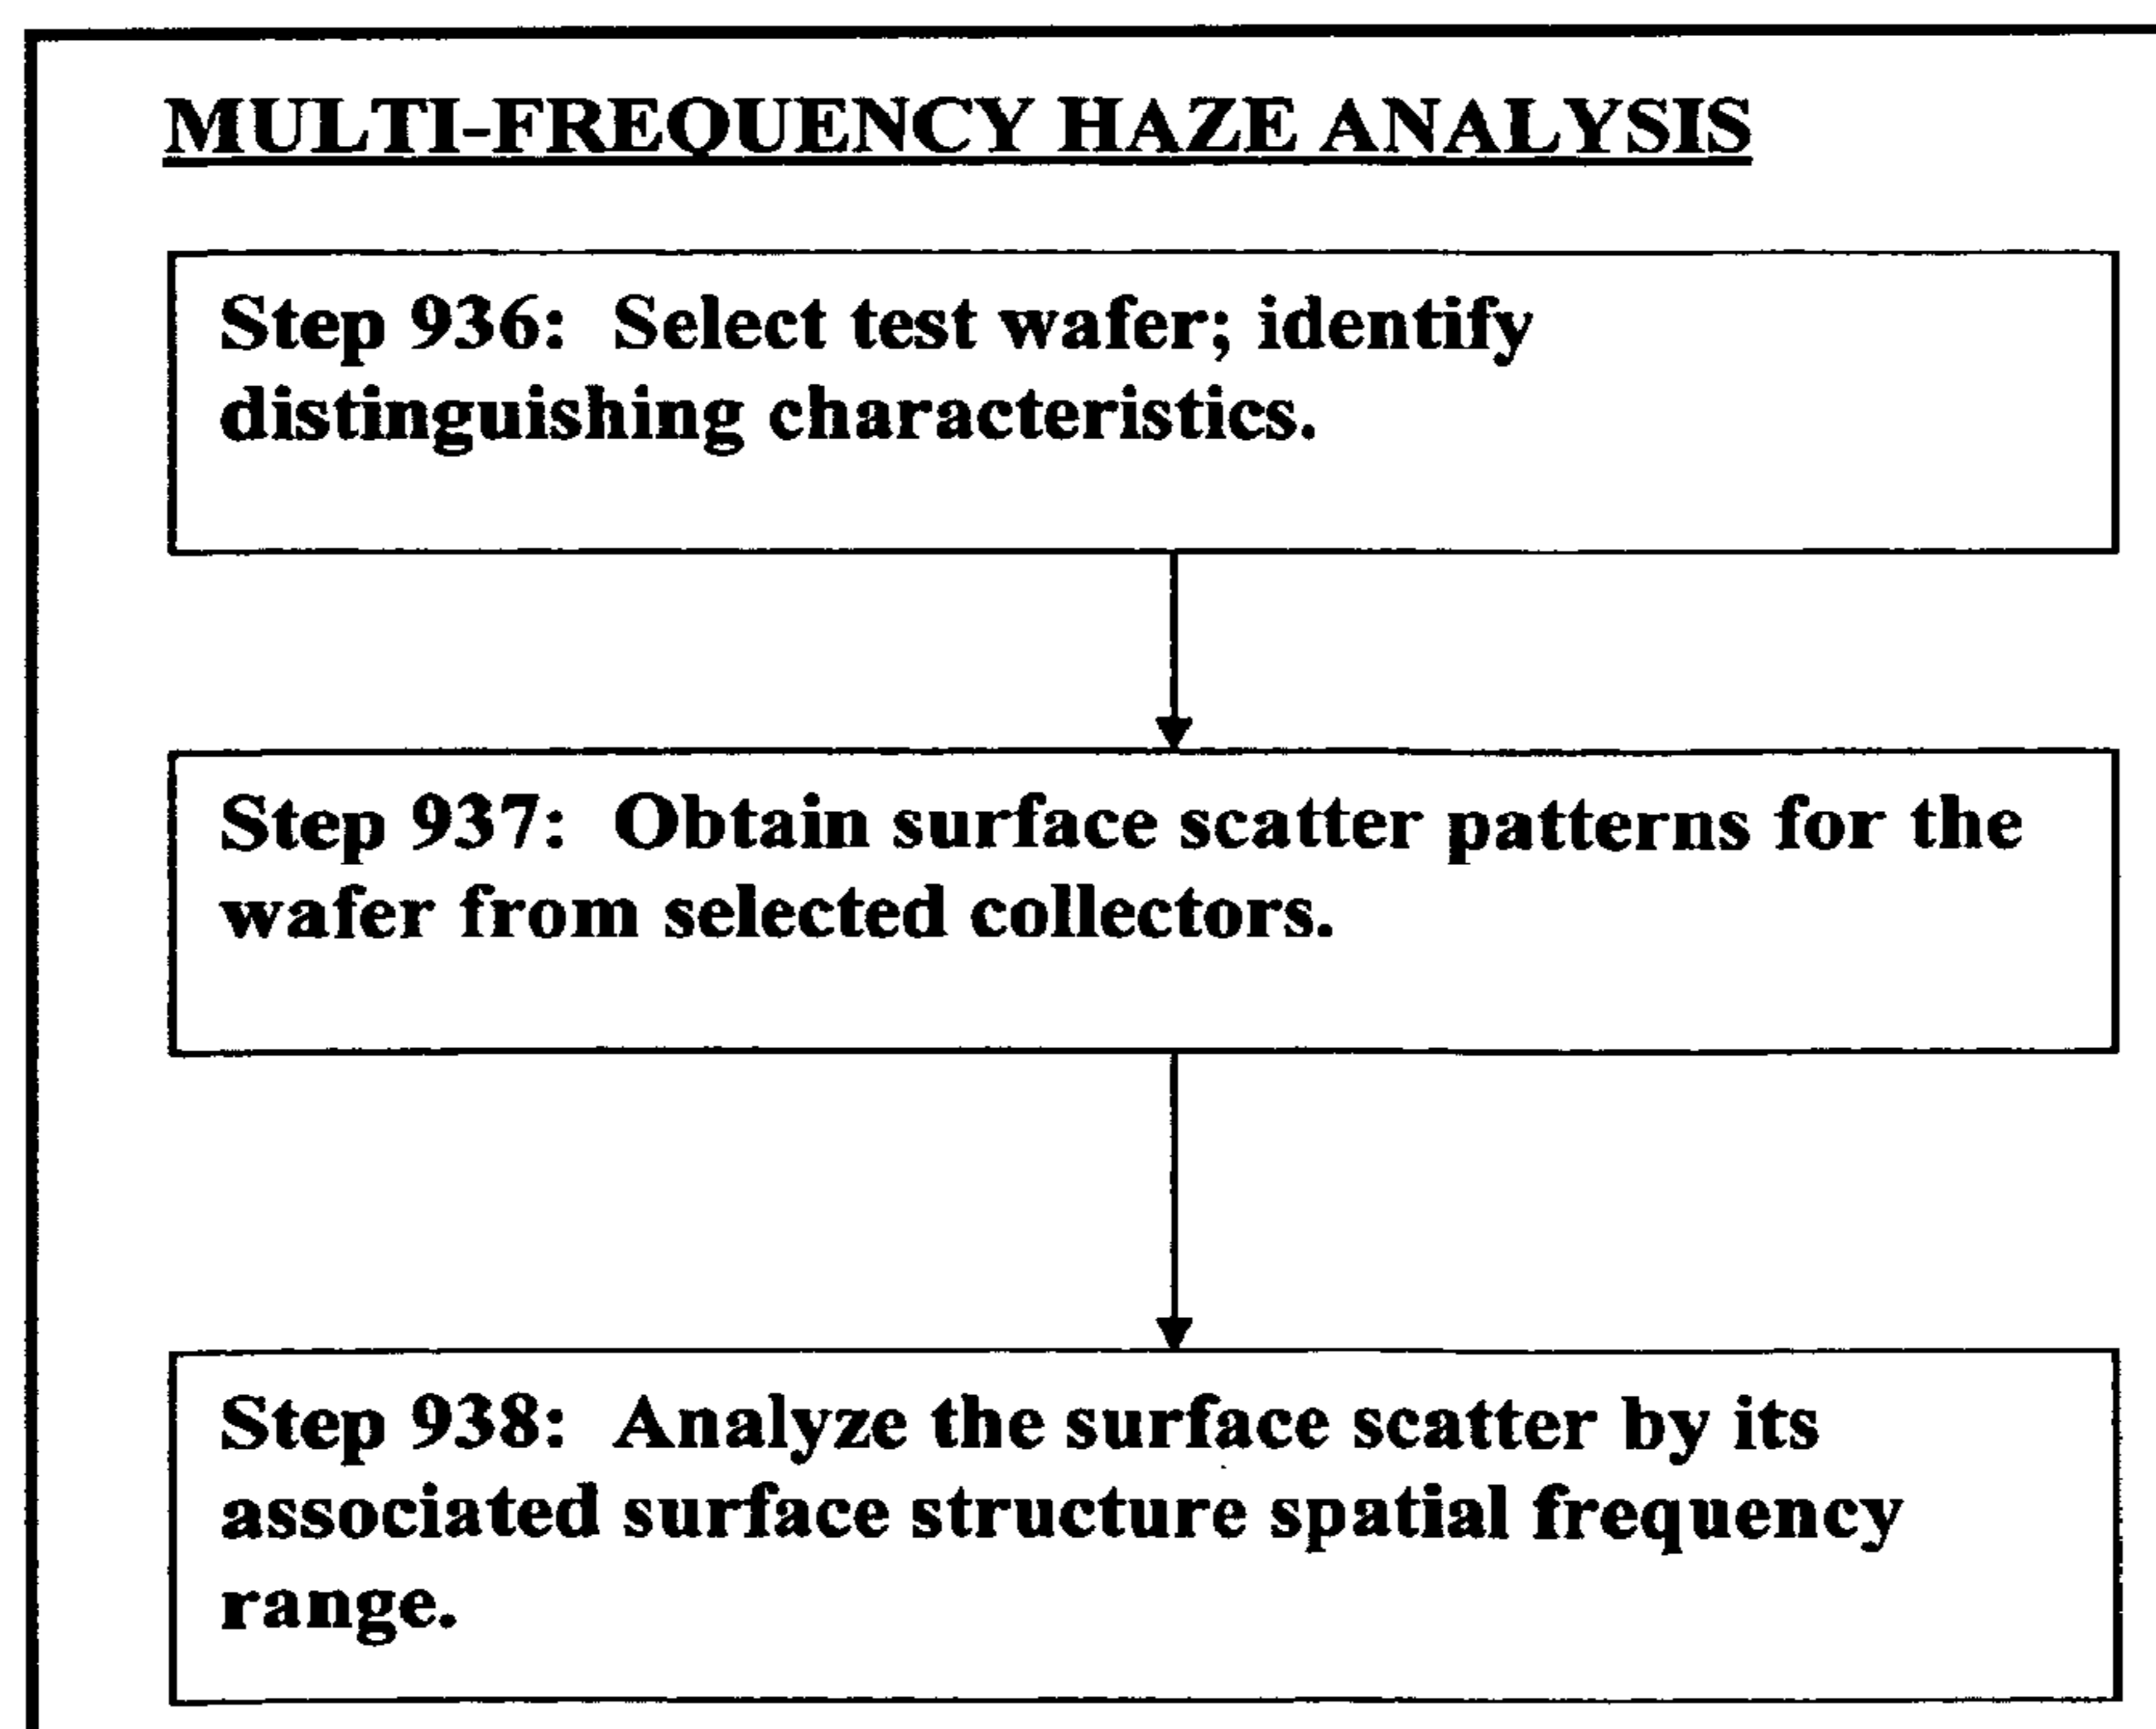 MULTI-FREQUENCY HAZE ANALYSIS
Step 936: Select test wafer; identify
distinguishing characteristics.
Step 937: Obtain surface scatter patterns for the
wafer from selected collectors.
Step 938: Analyze the surface scatter by its
associated surface structure spatial frequency
range.